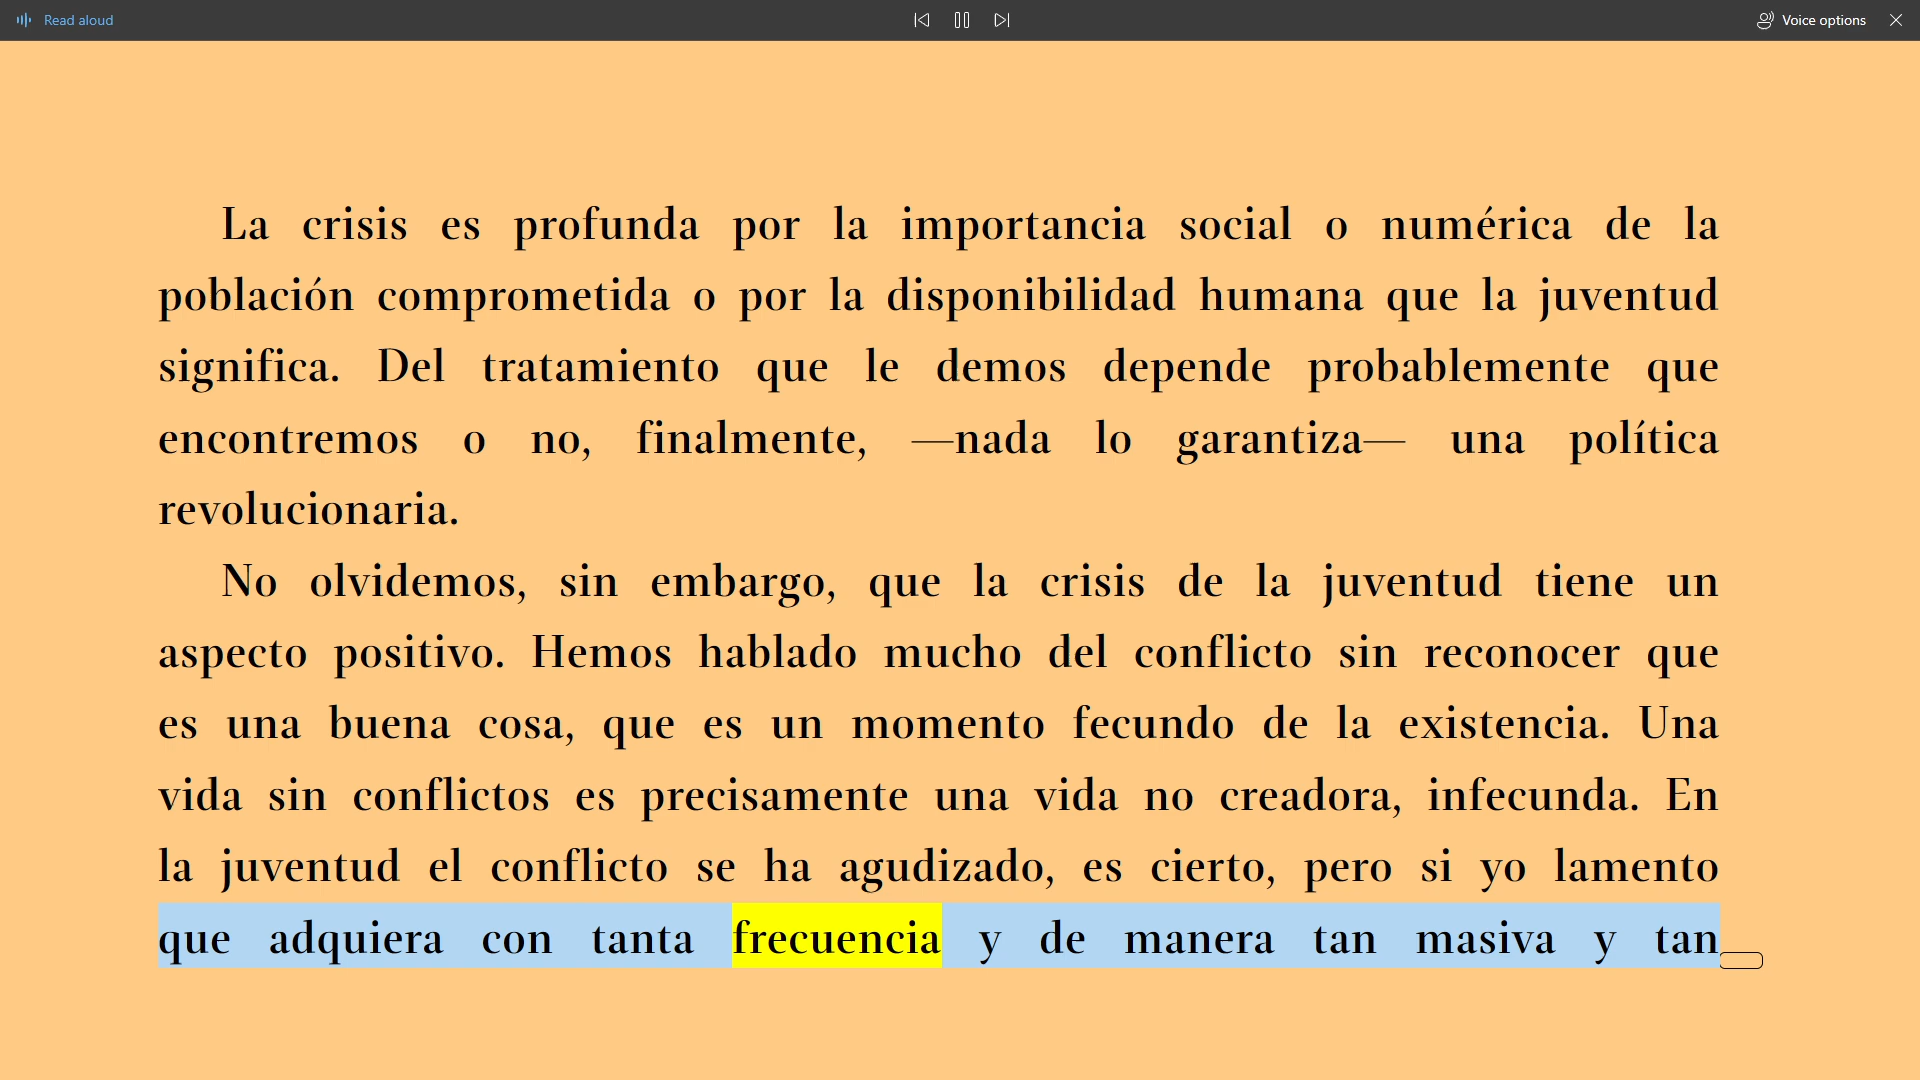 Read aloud
Voice options
La crisis es profunda por la importancia social o numérica de la
población comprometida o por la disponibilidad humana que la juventud
significa. Del tratamiento que le demos depende probablemente que
encontremos o no, finalmente, —nada lo garantiza— una política
revolucionaria.
No olvidemos, sin embargo, que la crisis de la juventud tiene un
aspecto positivo. Hemos hablado mucho del conflicto sin reconocer que
es una buena cosa, que es un momento fecundo de la existencia. Una
vida sin conflictos es precisamente una vida no creadora, infecunda. En
la juventud el conflicto se ha agudizado, es cierto, pero si yo lamento
que adquiera con tanta frecuencia y de manera tan masiva y tan